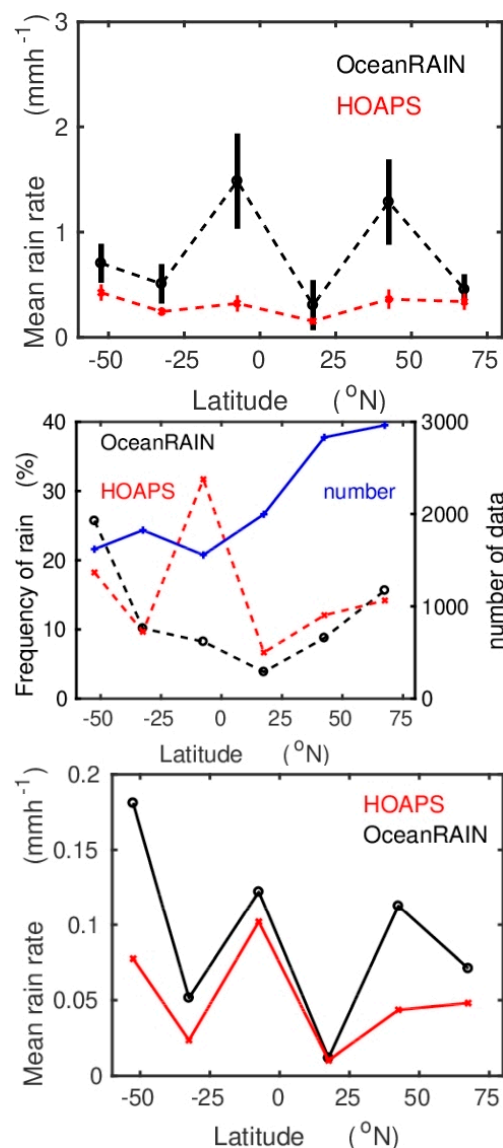 3
(mmh-1)
OceanRAIN
2
HOAPS
1
Mean rain rate
0
-50 -25 0 25 50 75
Latitude (oN)
40 3000
OceanRAIN
(%)
30
HOAPS number
2000
20
Frequency of rain
number of data
1000
10
0 0
-50 -25 0 25 50 75
Latitude (oN)
0.2
(mmh-1)
HOAPS
OceanRAIN
0.15
0.1
Mean rain rate
0.05
0
-50 -25 0 25 50 75
Latitude (oN)